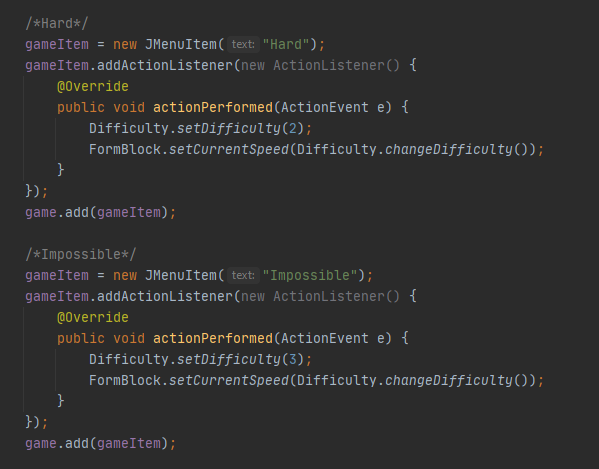 /*Hard*/
gameItem = new JMenuItem( text: "Hard");
gameItem.addActionListener(new ActionListener() {
@Override
public void actionPerformed(ActionEvent e) {
Difficulty.setDifficulty(2);
FormBlock.setCurrentSpeed(Difficulty.changeDifficulty());
}
});
game.add(gameItem);
/*Impossible*/
gameItem = new JMenuItem( text: "Impossible");
gameItem.addActionListener(new ActionListener() {
@Override
public void actionPerformed(ActionEvent e) {
Difficulty.setDifficulty(3);
FormBlock.setCurrentSpeed(Difficulty.changeDifficulty());
}
});
game.add(gameItem);